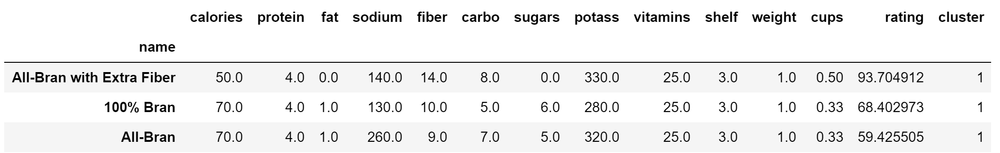 calories protein fat sodium fiber carbo sugars potass vitamins shelf weight cups rating cluster
name
All-Bran with Extra Fiber 50.0 4.0 0.0 140.0 14.0 8.0 0.0 330.0 25.0 3.0 1.0 0.50 93.704912 1
100% Bran 70.0 4.0 1.0 130.0 10.0 5.0 6.0 280.0 25.0 3.0 1.0 0.33 68.402973 1
All-Bran 70.0 4.0 1.0 260.0 9.0 7.0 5.0 320.0 25.0 3.0 1.0 0.33 59.425505 1